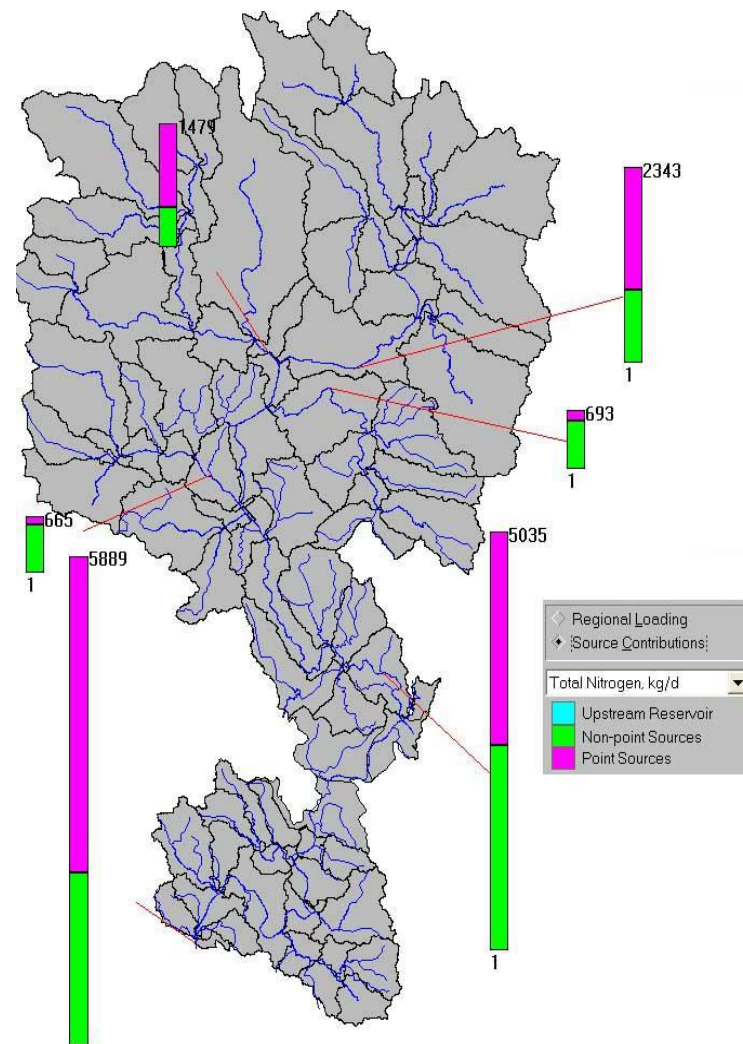 1479
1
2343
1
693
1
665
1
5889
5035
1
Regional Loading
Source Contributions
Total Nitrogen, kg/d
Upstream Reservoir
Non-point Sources
Point Sources